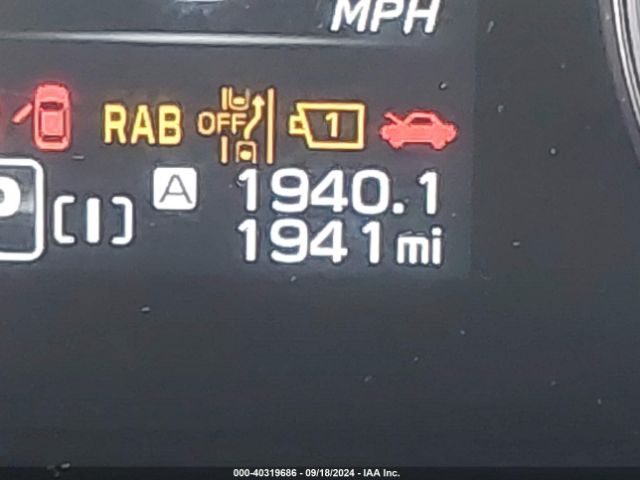 MPH
RAB OFF 1
P A 1940.1
1941 mi
000-40319686 - 09/18/2024 - IAA Inc.